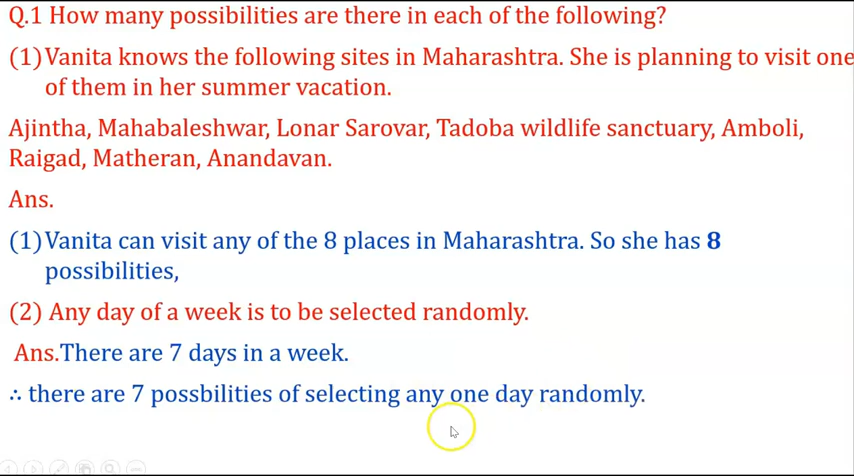 Q.1 How many possibilities are there in each of the following?
(1) Vanita knows the following sites in Maharashtra. She is planning to visit one
of them in her summer vacation.
Ajintha, Mahabaleshwar, Lonar Sarovar, Tadoba wildlife sanctuary, Amboli,
Raigad, Matheran, Anandavan.
Ans.
(1) Vanita can visit any of the 8 places in Maharashtra. So she has 8
possibilities,
(2) Any day of a week is to be selected randomly.
Ans.There are 7 days in a week.
∴ there are 7 possbilities of selecting any one day randomly.